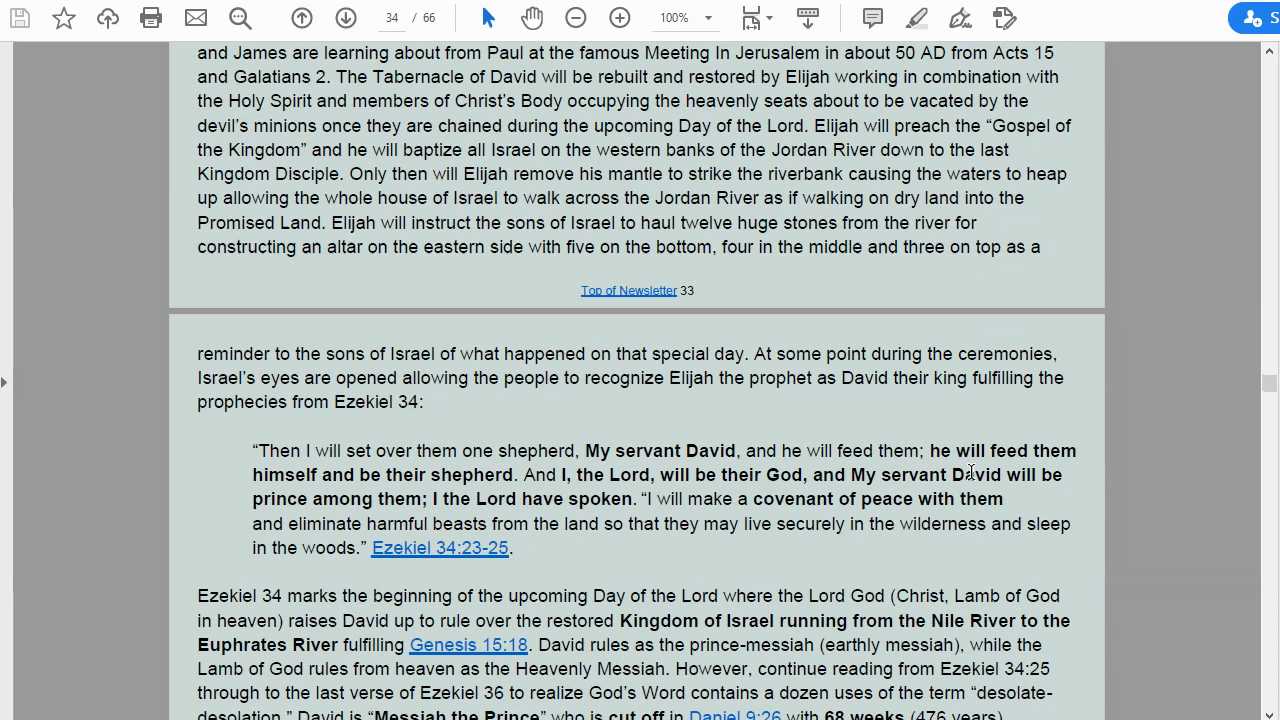 34 / 66
100%
S
and James are learning about from Paul at the famous Meeting In Jerusalem in about 50 AD from Acts 15
and Galatians 2. The Tabernacle of David will be rebuilt and restored by Elijah working in combination with
the Holy Spirit and members of Christ’s Body occupying the heavenly seats about to be vacated by the
devil’s minions once they are chained during the upcoming Day of the Lord. Elijah will preach the “Gospel of
the Kingdom” and he will baptize all Israel on the western banks of the Jordan River down to the last
Kingdom Disciple. Only then will Elijah remove his mantle to strike the riverbank causing the waters to heap
up allowing the whole house of Israel to walk across the Jordan River as if walking on dry land into the
Promised Land. Elijah will instruct the sons of Israel to haul twelve huge stones from the river for
constructing an altar on the eastern side with five on the bottom, four in the middle and three on top as a
Top of Newsletter 33
reminder to the sons of Israel of what happened on that special day. At some point during the ceremonies,
Israel’s eyes are opened allowing the people to recognize Elijah the prophet as David their king fulfilling the
prophecies from Ezekiel 34:
“Then I will set over them one shepherd, My servant David, and he will feed them; he will feed them
himself and be their shepherd. And I, the Lord, will be their God, and My servant David will be
prince among them; I the Lord have spoken. “I will make a covenant of peace with them
and eliminate harmful beasts from the land so that they may live securely in the wilderness and sleep
in the woods.” Ezekiel 34:23-25.
Ezekiel 34 marks the beginning of the upcoming Day of the Lord where the Lord God (Christ, Lamb of God
in heaven) raises David up to rule over the restored Kingdom of Israel running from the Nile River to the
Euphrates River fulfilling Genesis 15:18. David rules as the prince-messiah (earthly messiah), while the
Lamb of God rules from heaven as the Heavenly Messiah. However, continue reading from Ezekiel 34:25
through to the last verse of Ezekiel 36 to realize God’s Word contains a dozen uses of the term “desolate-
desolation.” David is “Messiah the Prince” who is cut off in Daniel 9:26 with 68 weeks (476 years)